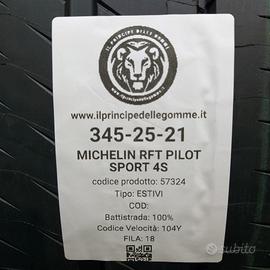 IL PRINCIPE DELLE GOMME
www.ilprincipedellegomme.it
345-25-21
MICHELIN RFT PILOT
SPORT 4S
codice prodotto: 57324
Tipo: ESTIVI
COD:
Battistrada: 100%
Codice Velocità: 104Y
FILA: 18
subito